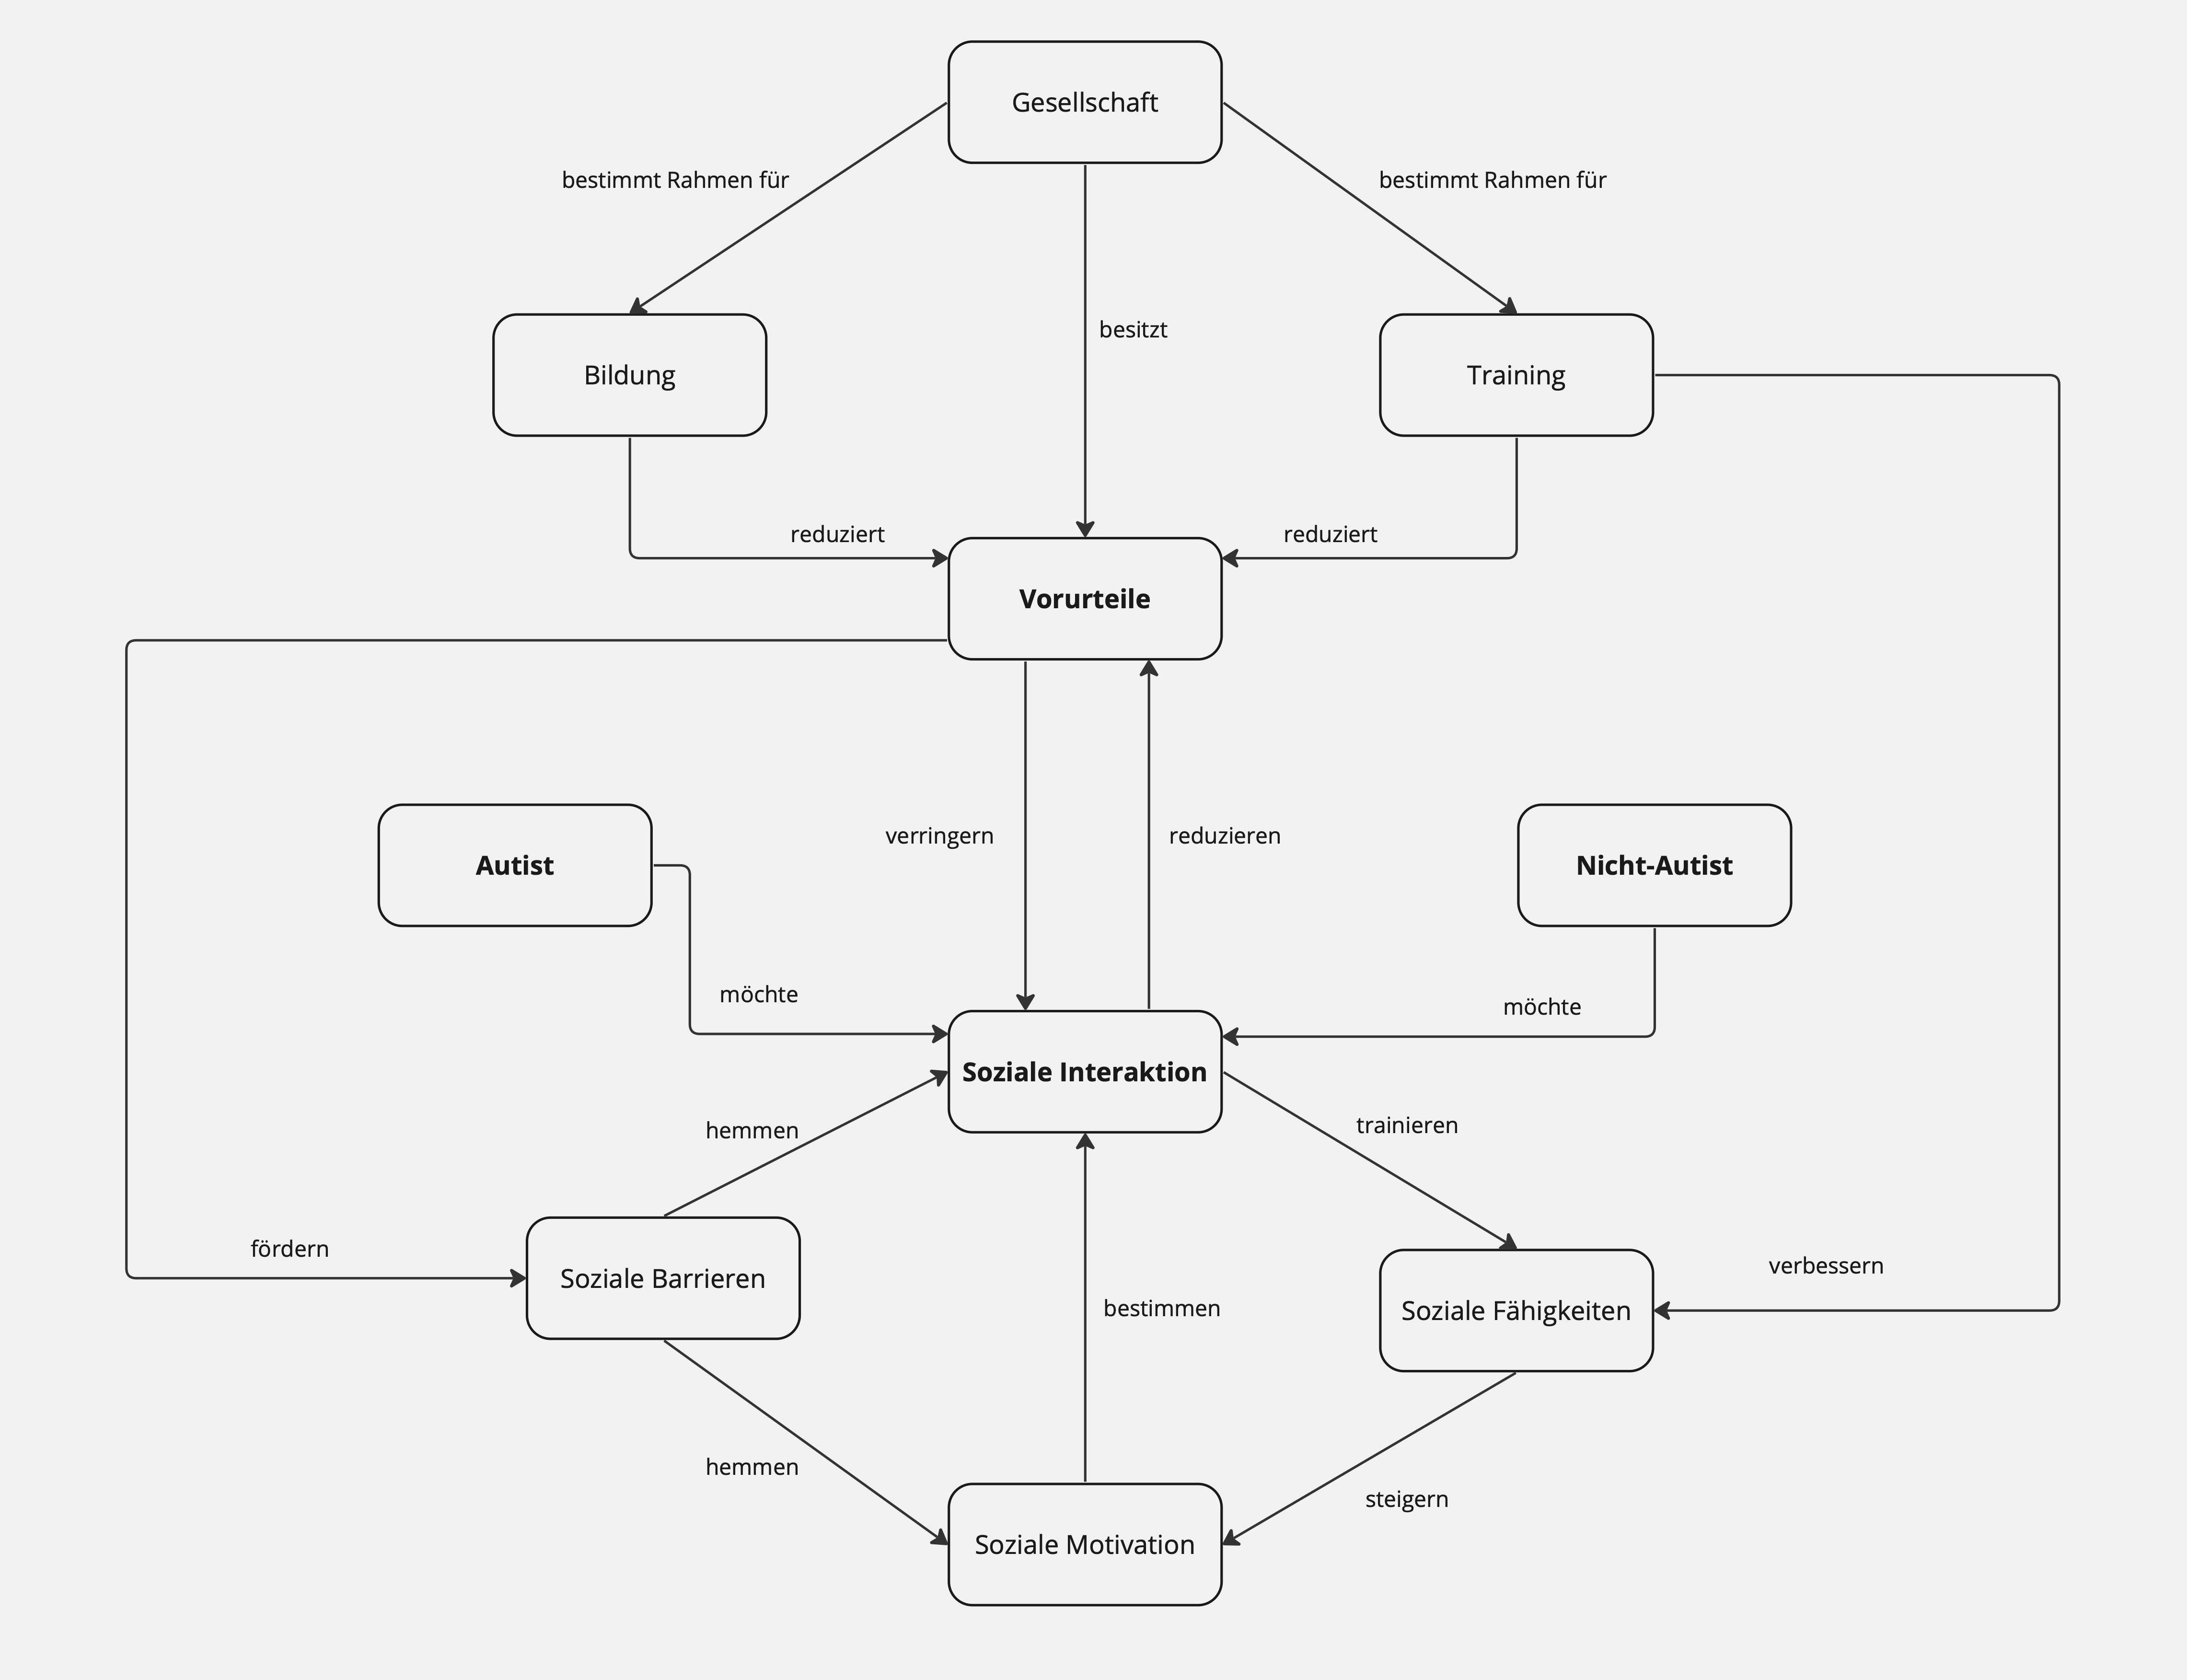 Gesellschaft
bestimmt Rahmen für
bestimmt Rahmen für
besitzt
Bildung
Training
reduziert
reduziert
Vorurteile
verringern
reduzieren
Autist
Nicht-Autist
möchte
möchte
Soziale Interaktion
hemmen
trainieren
fördern
Soziale Barrieren
bestimmen
Soziale Fähigkeiten
verbessern
hemmen
steigern
Soziale Motivation